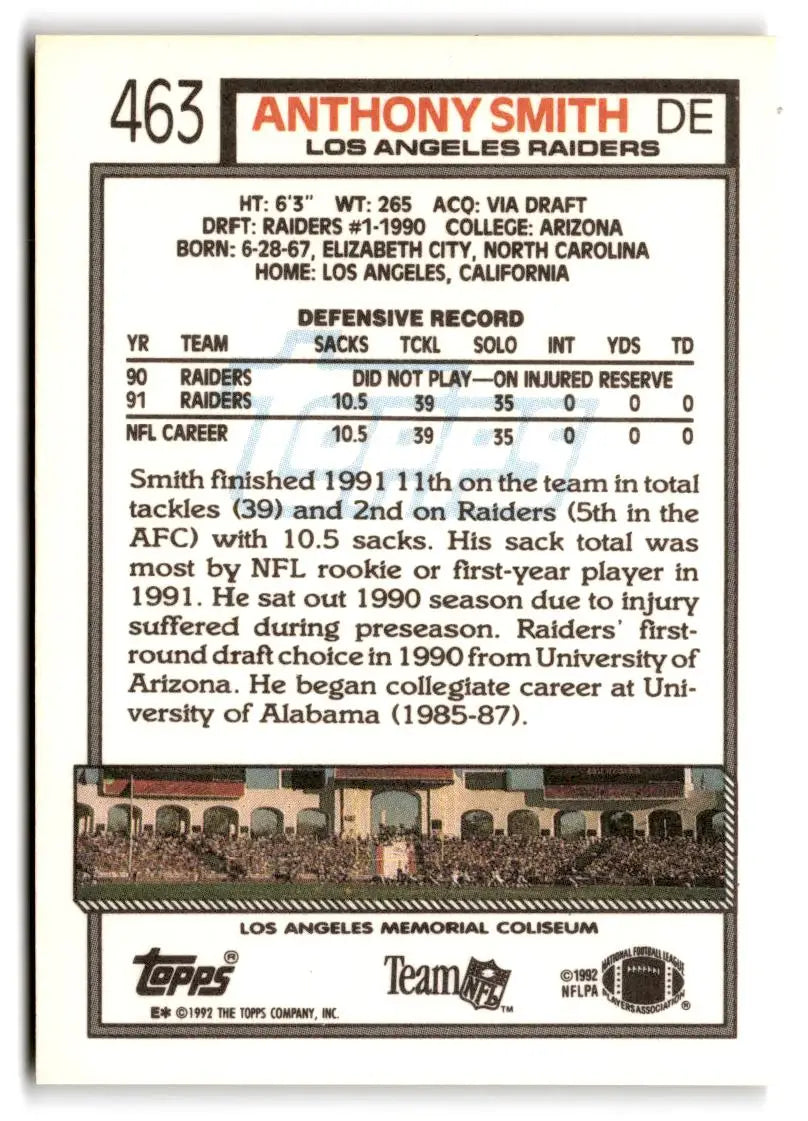 463
ANTHONY SMITH DE
LOS ANGELES RAIDERS
HT: 6'3" WT: 265 ACQ: VIA DRAFT
DRFT: RAIDERS #1-1990 COLLEGE: ARIZONA
BORN: 6-28-67, ELIZABETH CITY, NORTH CAROLINA
HOME: LOS ANGELES, CALIFORNIA
DEFENSIVE RECORD
YR TEAM SACKS TCKL SOLO INT YDS TD
90 RAIDERS DID NOT PLAY—ON INJURED RESERVE
91 RAIDERS 10.5 39 35 0 0 0
NFL CAREER 10.5 39 35 0 0 0
TOPPS
Smith finished 1991 11th on the team in total
tackles (39) and 2nd on Raiders (5th in the
AFC) with 10.5 sacks. His sack total was
most by NFL rookie or first-year player in
1991. He sat out 1990 season due to injury
suffered during preseason. Raiders' first-
round draft choice in 1990 from University of
Arizona. He began collegiate career at Uni-
versity of Alabama (1985-87).
LOS ANGELES MEMORIAL COLISEUM
Topps®
E* ©1992 THE TOPPS COMPANY, INC.
Team NFL™
©1992
NFLPA
NATIONAL FOOTBALL LEAGUE
PLAYERS ASSOCIATION®